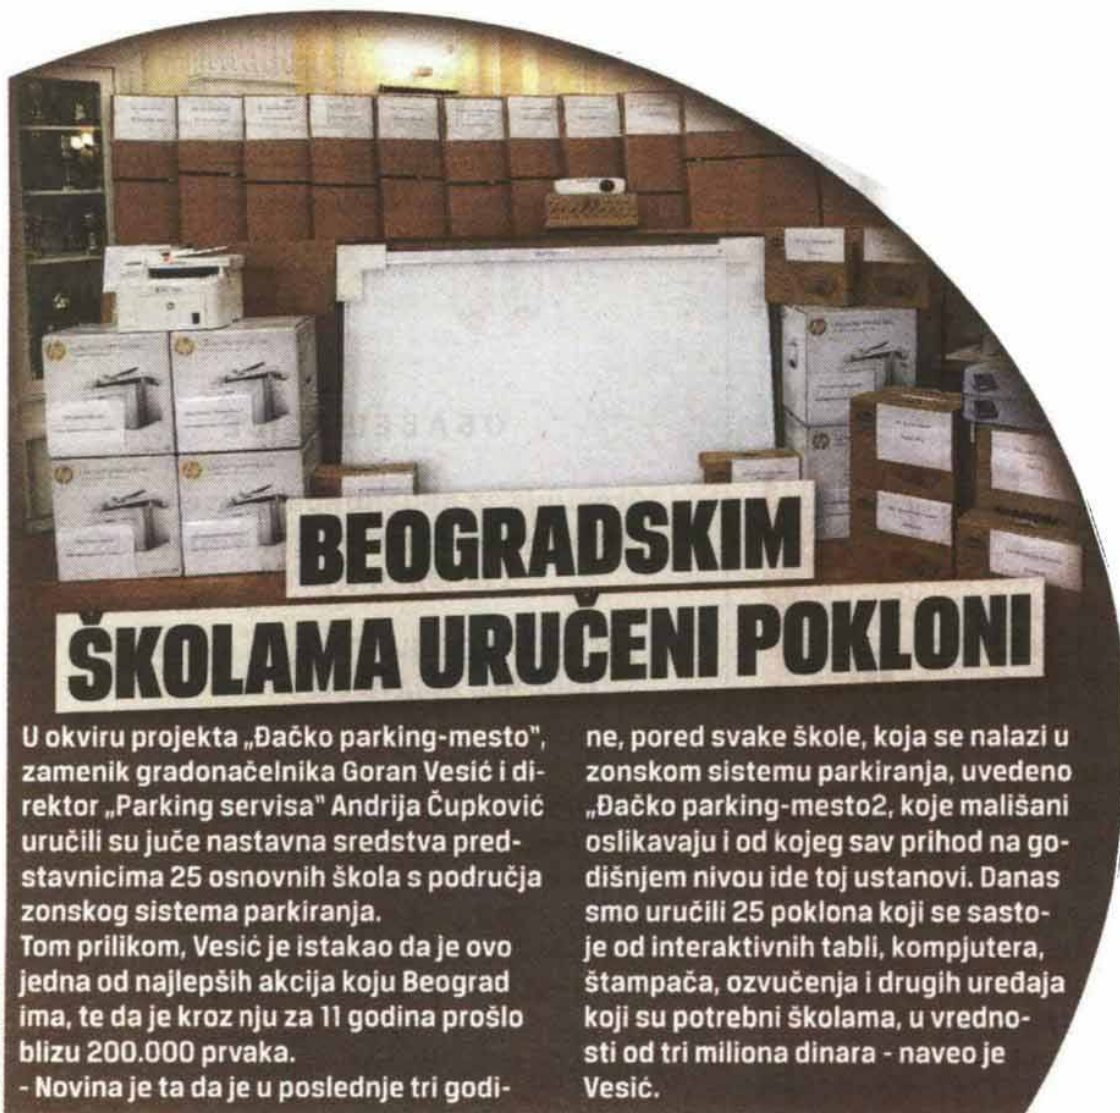 BEOGRADSKIM
ŠKOLAMA URUČENI POKLONI
U okviru projekta „Đačko parking-mesto",
zamenik gradonačelnika Goran Vesić i di-
rektor „Parking servisa" Andrija Čupković
uručili su juče nastavna sredstva pred-
stavnicima 25 osnovnih škola s područja
zonskog sistema parkiranja.
Tom prilikom, Vesić je istakao da je ovo
jedna od najlepših akcija koju Beograd
ima, te da je kroz nju za 11 godina prošlo
blizu 200.000 prvaka.
- Novina je ta da je u poslednje tri godi-
ne, pored svake škole, koja se nalazi u
zonskom sistemu parkiranja, uvedeno
„Đačko parking-mesto2, koje mališani
oslikavaju i od kojeg sav prihod na go-
dišnjem nivou ide toj ustanovi. Danas
smo uručili 25 poklona koji se sasto-
je od interaktivnih tabli, kompjutera,
štampača, ozvučenja i drugih uređaja
koji su potrebni školama, u vredno-
sti od tri miliona dinara - naveo je
Vesić.